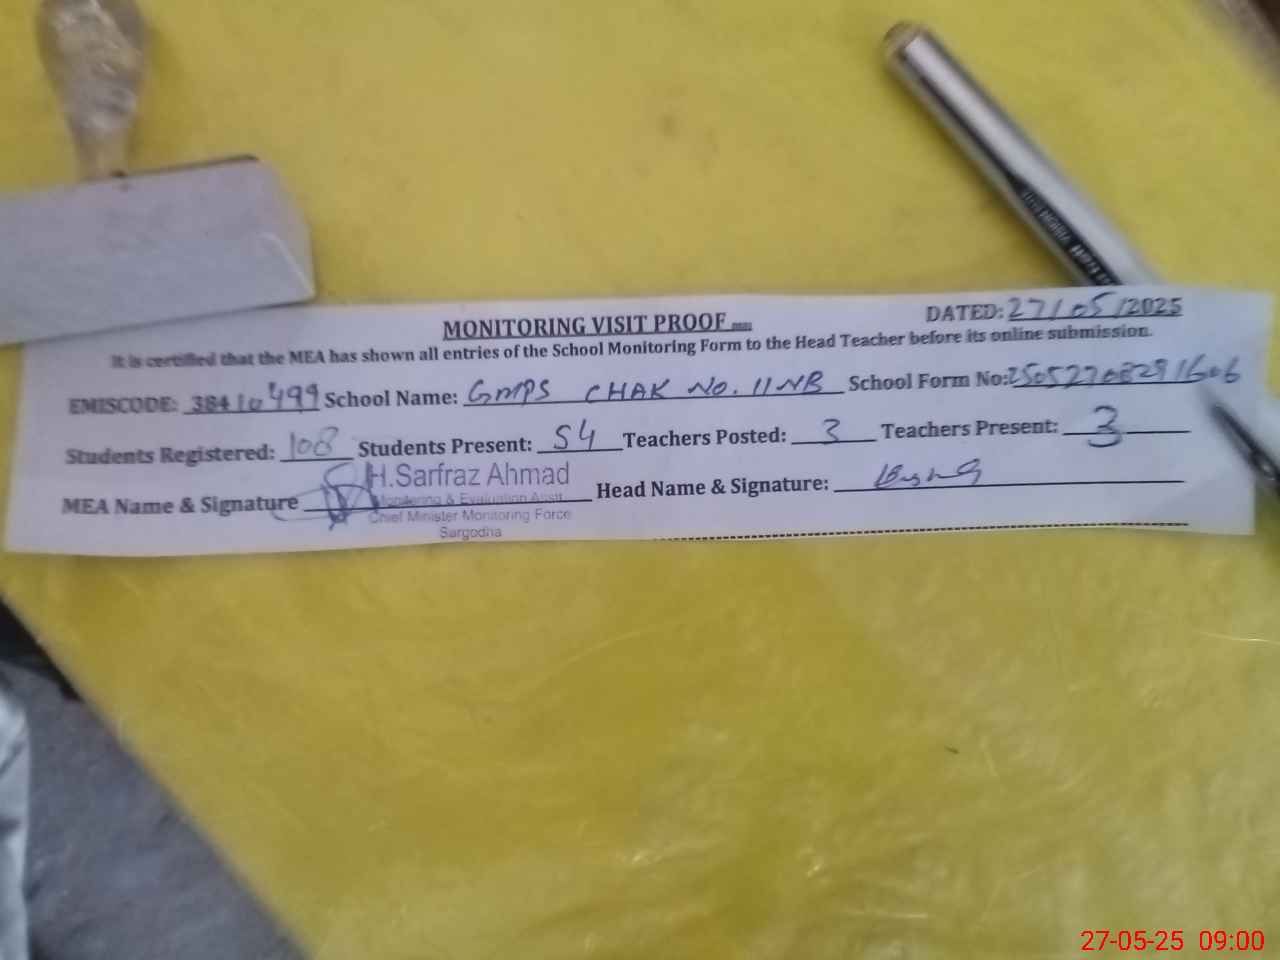 DATED: 27/05/2025
MONITORING VISIT PROOF
It is certified that the MEA has shown all entries of the School Monitoring Form to the Head Teacher before its online submission.
EMISCODE: 38410499 School Name: GMPS CHAK No. 11NB School Form No:
Students Registered: 108 Students Present: 54 Teachers Posted: 3 Teachers Present: 3
H.Sarfraz Ahmad
MEA Name & Signature Monitoring & Evaluation Asstt Head Name & Signature:
Chief Minister Monitoring Force
Sargodha
27-05-25 09:00